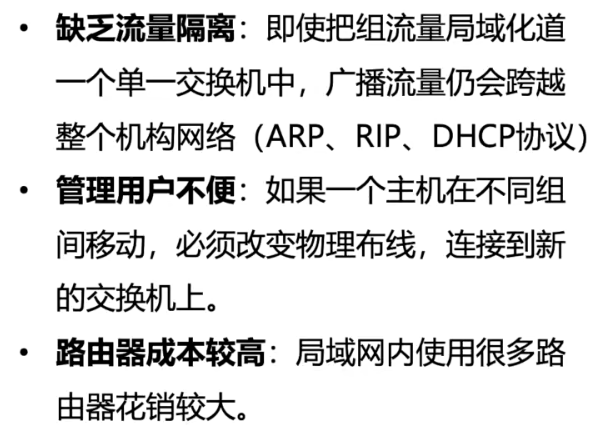 • 缺乏流量隔离：即使把组流量局域化道
一个单一交换机中，广播流量仍会跨越
整个机构网络（ARP、RIP、DHCP协议）
• 管理用户不便：如果一个主机在不同组
间移动，必须改变物理布线，连接到新
的交换机上。
• 路由器成本较高：局域网内使用很多路
由器花销较大。